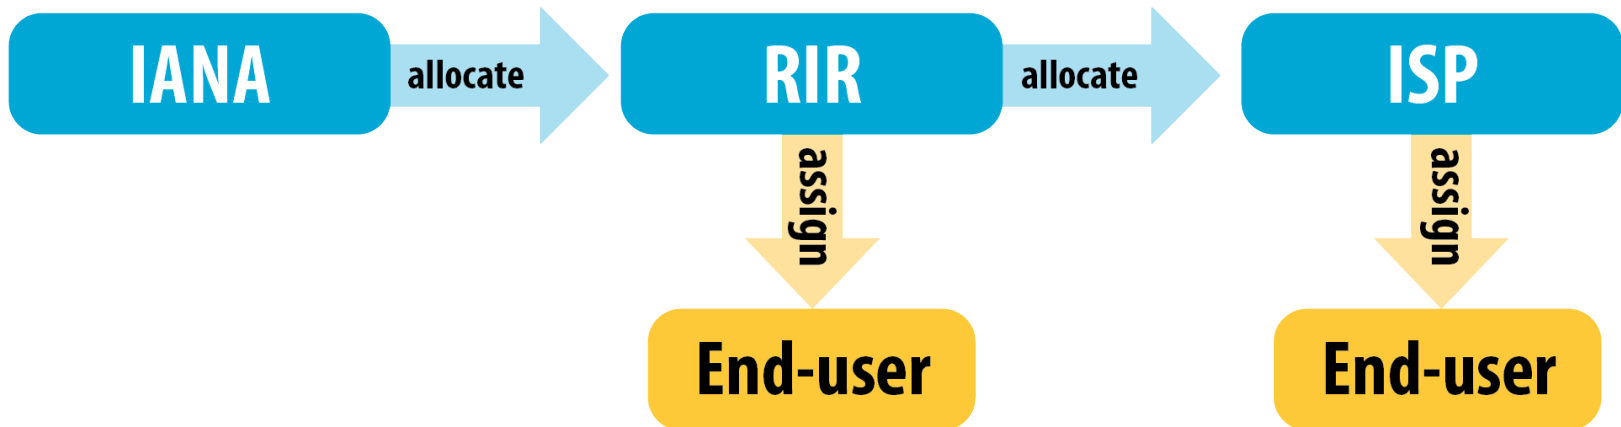 IANA
allocate
RIR
allocate
ISP
assign
assign
End-user
End-user